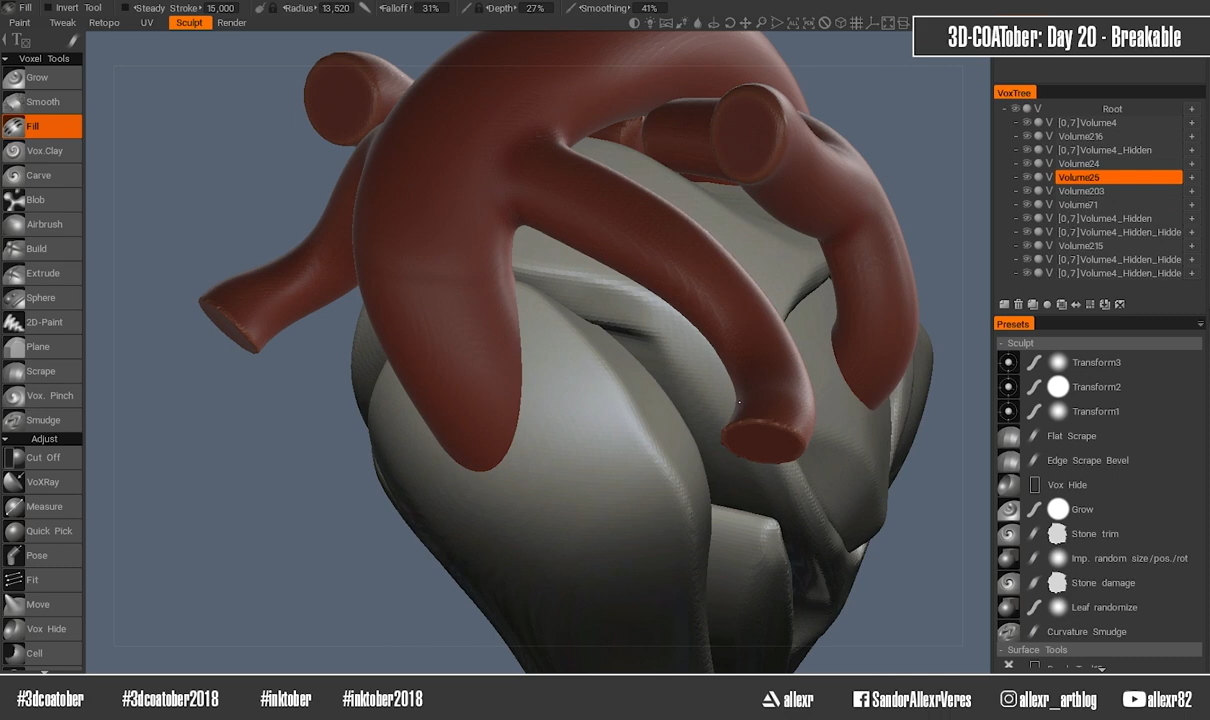 Fill Invert Tool Steady Stroke 15,000 Radius 13,520 Falloff 31% Depth 27% Smoothing 41%
Paint Tweak Retopo UV Sculpt Render
3D-COATober: Day 20 - Breakable
Voxel Tools
Grow
Smooth
Fill
Vox.Clay
Carve
Blob
Airbrush
Build
Extrude
Sphere
2D-Paint
Plane
Scrape
Vox. Pinch
Smudge
Adjust
Cut Off
VoXRay
Measure
Quick Pick
Pose
Fit
Move
Vox Hide
Cell
VoxTree
V Root +
V [0,7]Volume4 +
V Volume216 +
V [0,7]Volume4_Hidden +
V Volume24 +
V Volume25 +
V Volume203 +
V Volume71 +
V [0,7]Volume4_Hidden +
V [0,7]Volume4_Hidden_Hidde +
V Volume215 +
V [0,7]Volume4_Hidden_Hidde +
V [0,7]Volume4_Hidden_Hidde +
Presets
- Sculpt
Transform3
Transform2
Transform1
Flat Scrape
Edge Scrape Bevel
Vox Hide
Grow
Stone trim
Imp. random size/pos./rot
Stone damage
Leaf randomize
Curvature Smudge
- Surface Tools
#3dcoatober #3dcoatober2018 #inktober #inktober2018 allexr SandorAllexrVeres allexr_artblog allexr82